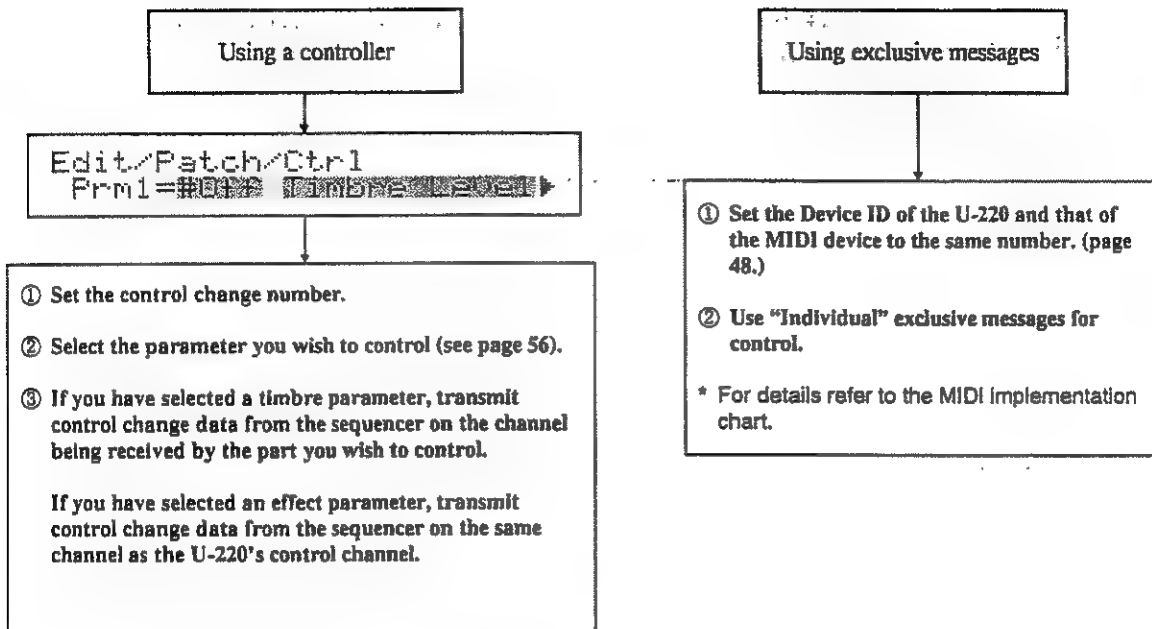 Using a controller
Edit/Patch/Ctrl
Prm1=#Off Timbre Level▶
① Set the control change number.
② Select the parameter you wish to control (see page 56).
③ If you have selected a timbre parameter, transmit
control change data from the sequencer on the channel
being received by the part you wish to control.
If you have selected an effect parameter, transmit
control change data from the sequencer on the same
channel as the U-220's control channel.
Using exclusive messages
① Set the Device ID of the U-220 and that of
the MIDI device to the same number. (page
48.)
② Use “Individual” exclusive messages for
control.
* For details refer to the MIDI Implementation
chart.